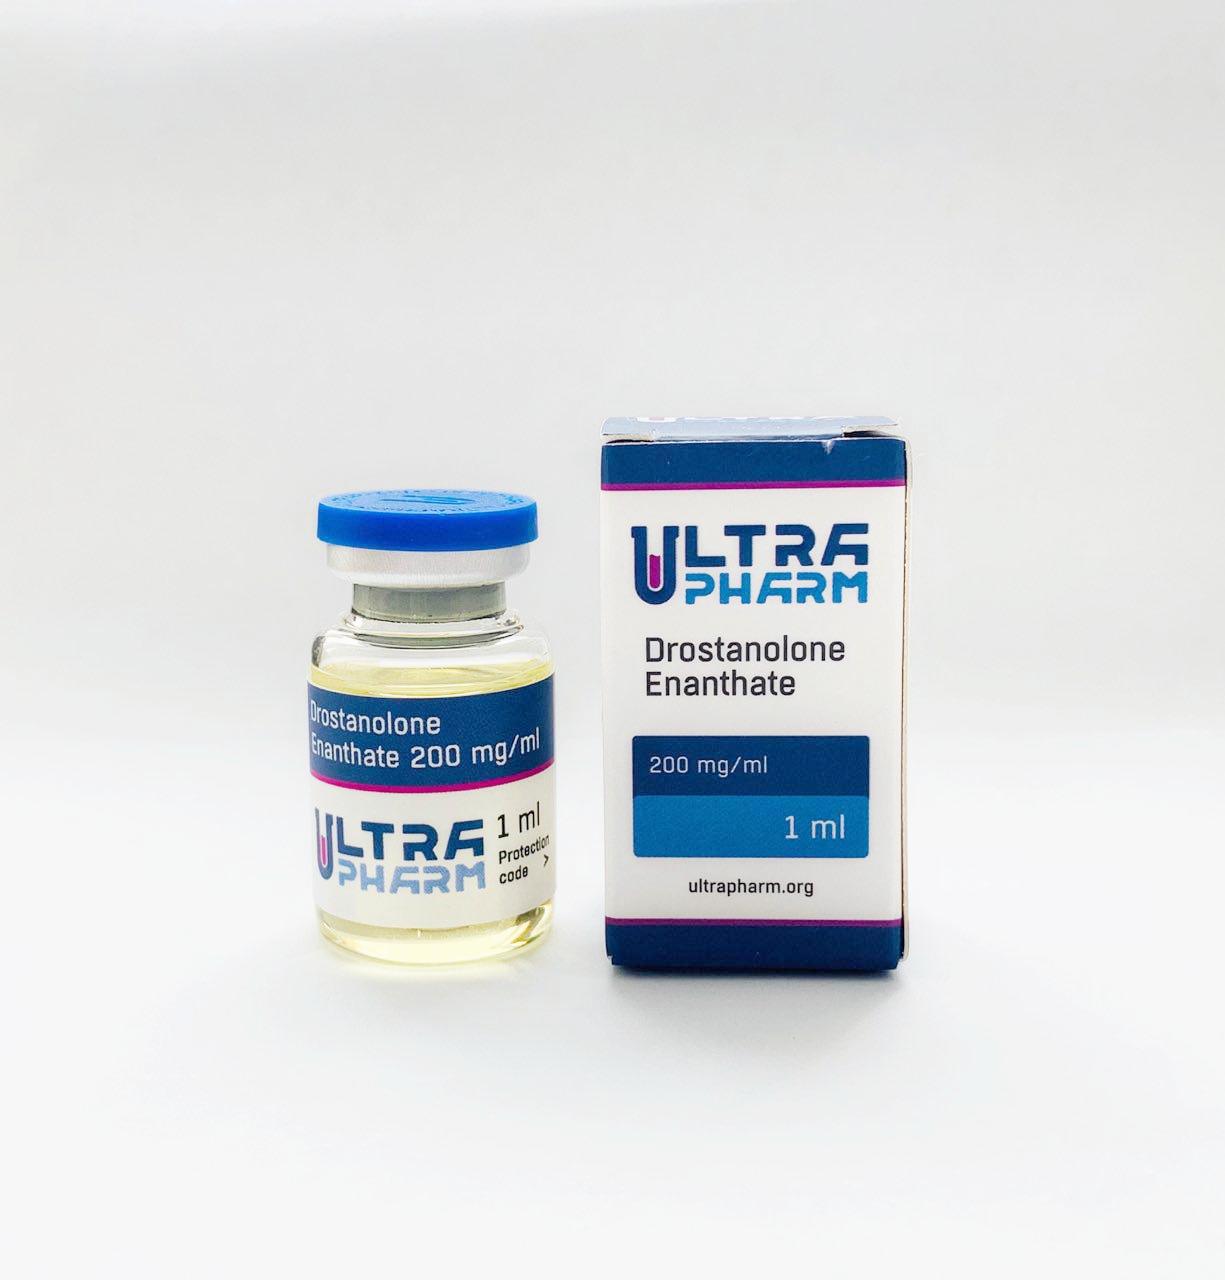 Drostanolone
Enanthate 200 mg/ml
ULTRA
PHARM
1 ml
Protection
code >
ULTRA
PHARM
Drostanolone
Enanthate
200 mg/ml
1 ml
ultrapharm.org